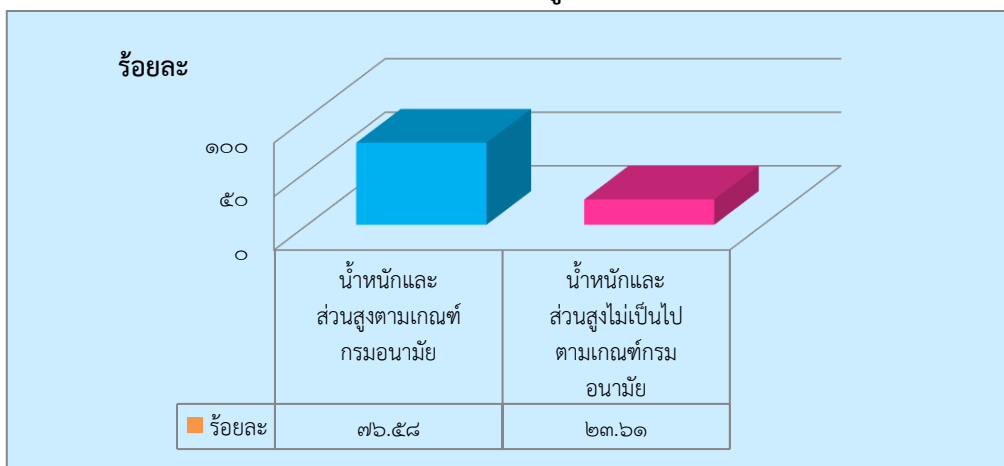 ร้อยละ
๑๐๐
๕๐
๐
น้ำหนักและ
ส่วนสูงตามเกณฑ์
กรมอนามัย
น้ำหนักและ
ส่วนสูงไม่เป็นไป
ตามเกณฑ์กรม
อนามัย
ร้อยละ ๗๖.๕๘ ๒๓.๖๑